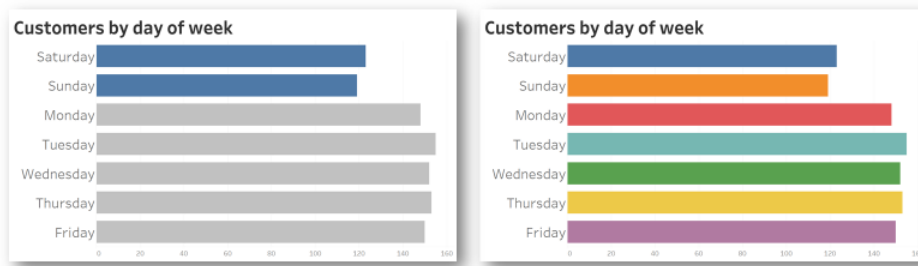 Customers by day of week
Saturday
Sunday
Monday
Tuesday
Wednesday
Thursday
Friday
0 20 40 60 80 100 120 140 160
Customers by day of week
Saturday
Sunday
Monday
Tuesday
Wednesday
Thursday
Friday
0 20 40 60 80 100 120 140